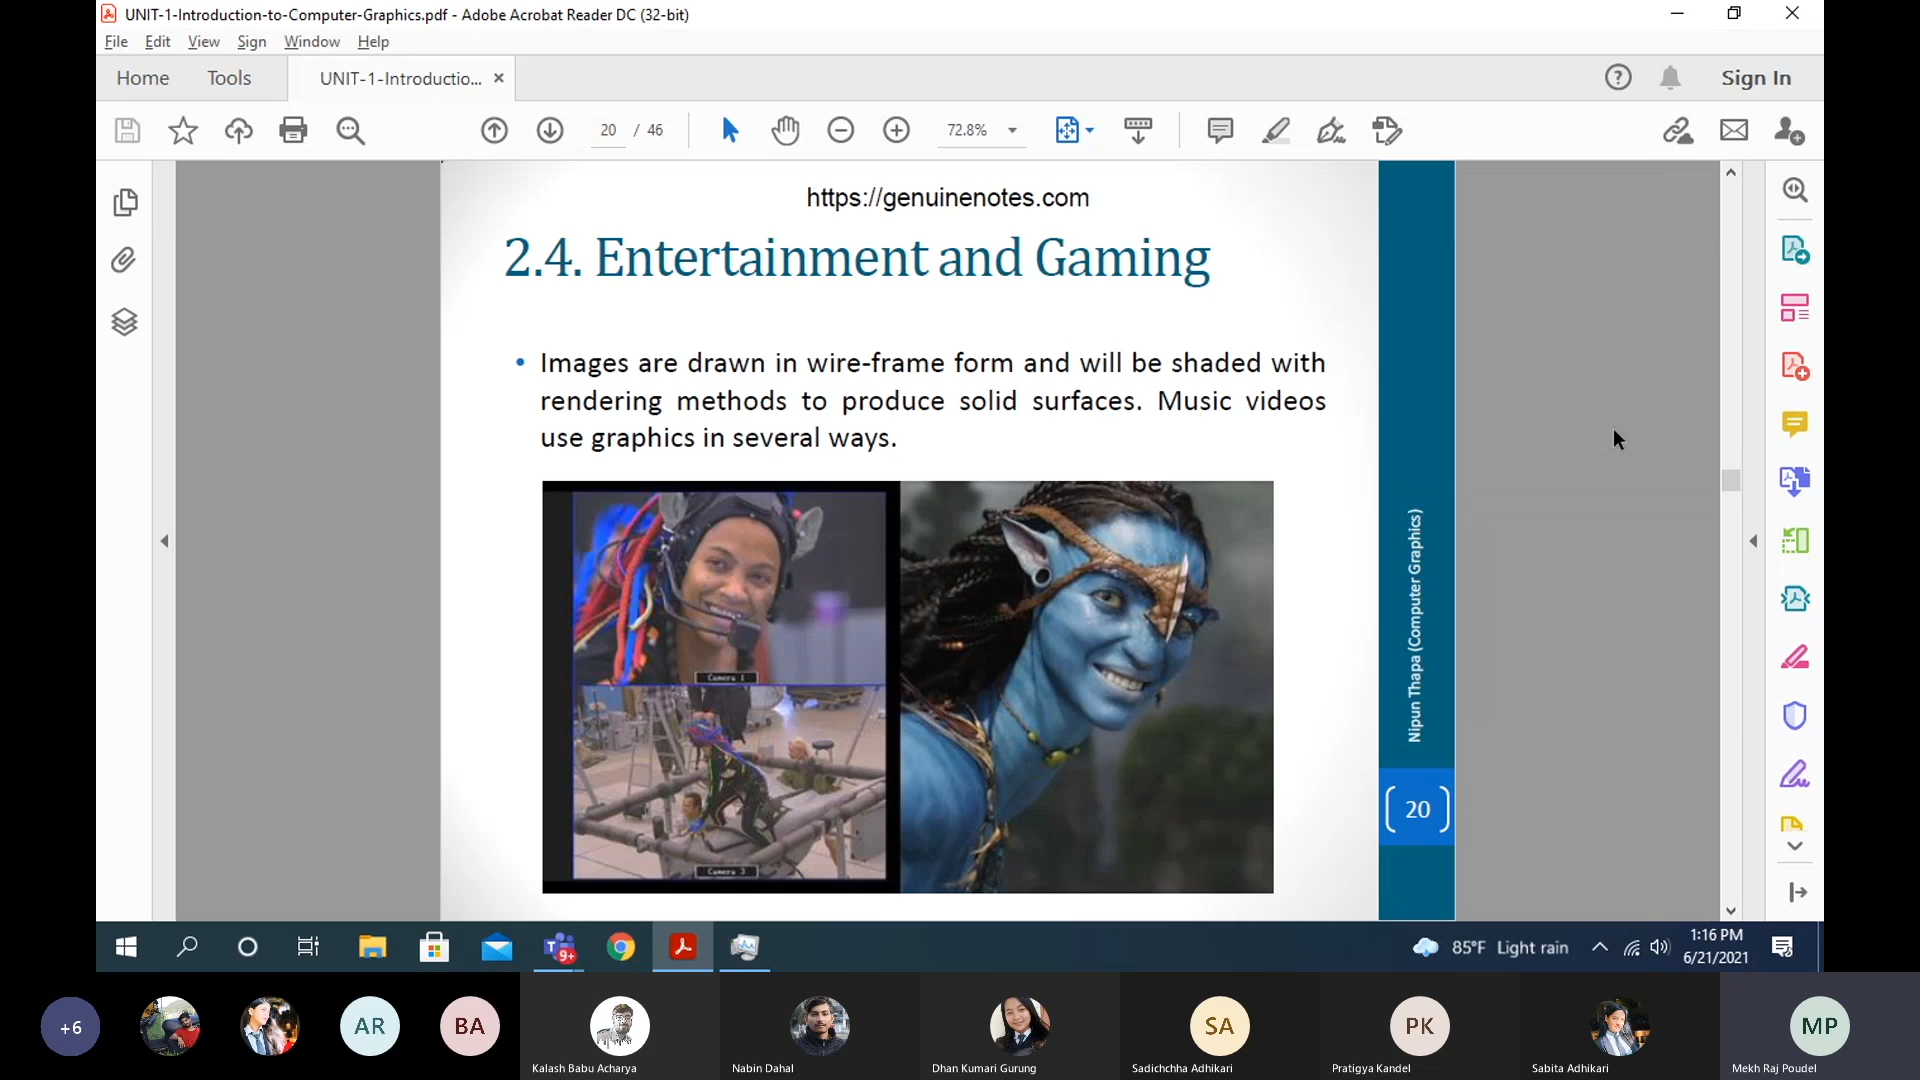 UNIT-1-Introduction-to-Computer-Graphics.pdf - Adobe Acrobat Reader DC (32-bit)
File Edit View Sign Window Help
Home Tools UNIT-1-Introductio... × Sign In
20 / 46 72.8%
https://genuinenotes.com
2.4. Entertainment and Gaming
• Images are drawn in wire-frame form and will be shaded with
rendering methods to produce solid surfaces. Music videos
use graphics in several ways.
Camera 1
Camera 3
Nipun Thapa (Computer Graphics)
20
9+
85°F Light rain
1:16 PM
6/21/2021
+6 AR BA SA PK MP
Kalash Babu Acharya Nabin Dahal Dhan Kumari Gurung Sadichchha Adhikari Pratigya Kandel Sabita Adhikari Mekh Raj Poudel